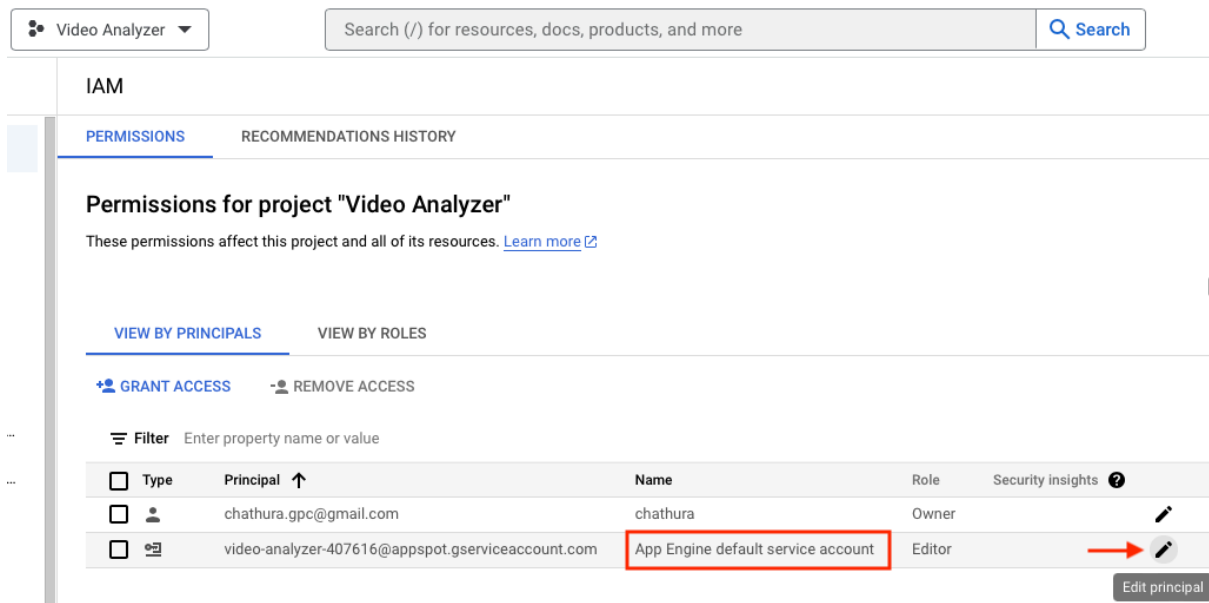 Video Analyzer
Search (/) for resources, docs, products, and more
Search
IAM
PERMISSIONS
RECOMMENDATIONS HISTORY
Permissions for project "Video Analyzer"
These permissions affect this project and all of its resources. Learn more
VIEW BY PRINCIPALS
VIEW BY ROLES
GRANT ACCESS
REMOVE ACCESS
Filter Enter property name or value
...
Type Principal Name Role Security insights ?
...
chathura.gpc@gmail.com chathura Owner
video-analyzer-407616@appspot.gserviceaccount.com App Engine default service account Editor
Edit principal